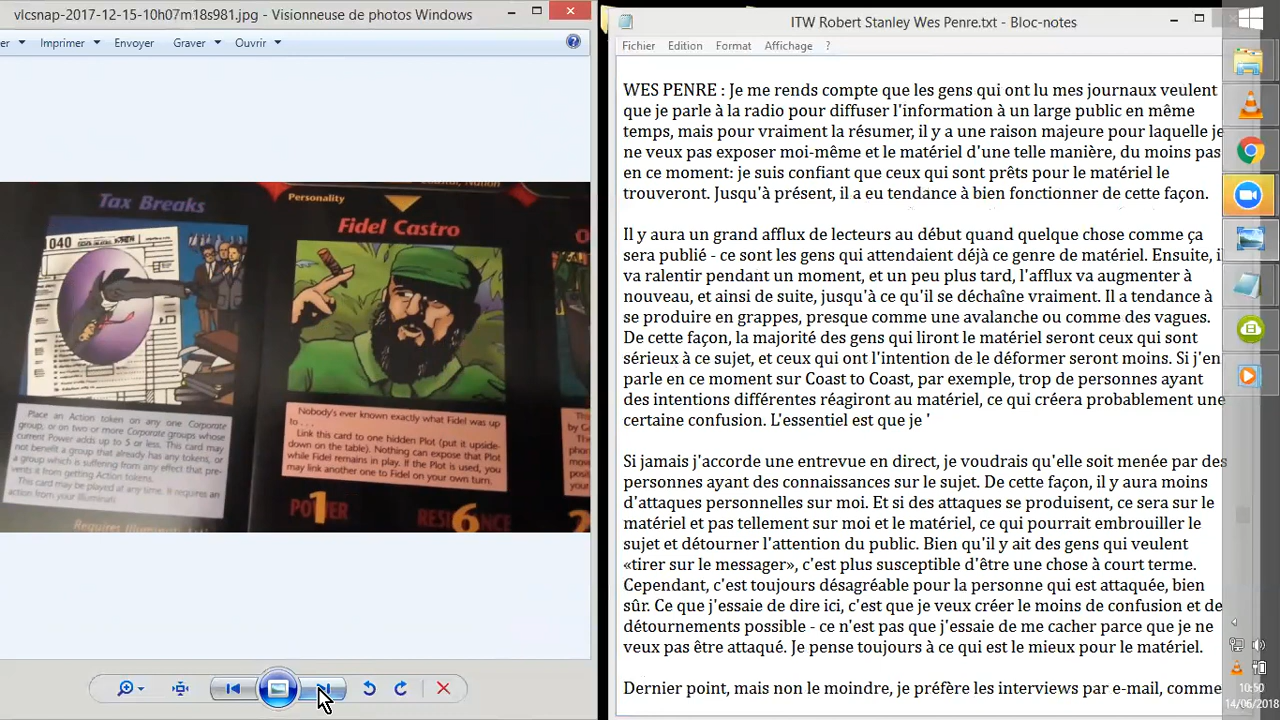 vlcsnap-2017-12-15-10h07m18s981.jpg - Visionneuse de photos Windows
Imprimer
Envoyer
Graver
Ouvrir
Tax Breaks
Place an Action token on any one Corporate
group, or on two or more Corporate groups whose
current Power adds up to 5 or less. This card may
not benefit a group that already has any tokens, or
a group which is suffering from any effect that pre-
vents it from having Action tokens.
This card may be played at any time. It requires an
action from your Illuminati.
Personality
Fidel Castro
Nobody's ever known exactly what Fidel was up
to . . .
Link this card to one hidden Plot (put it upside-
down on the table). Nothing can expose that Plot
while Fidel remains in play. If the Plot is used, you
may link another one to Fidel on your own turn.
POWER
1
RESISTANCE
6
ITW Robert Stanley Wes Penre.txt - Bloc-notes
Fichier Edition Format Affichage ?
WES PENRE : Je me rends compte que les gens qui ont lu mes journaux veulent
que je parle à la radio pour diffuser l'information à un large public en même
temps, mais pour vraiment la résumer, il y a une raison majeure pour laquelle je
ne veux pas exposer moi-même et le matériel d'une telle manière, du moins pas
en ce moment: je suis confiant que ceux qui sont prêts pour le matériel le
trouveront. Jusqu'à présent, il a eu tendance à bien fonctionner de cette façon.
Il y aura un grand afflux de lecteurs au début quand quelque chose comme ça
sera publié - ce sont les gens qui attendaient déjà ce genre de matériel. Ensuite, i
va ralentir pendant un moment, et un peu plus tard, l'afflux va augmenter à
nouveau, et ainsi de suite, jusqu'à ce qu'il se déchaîne vraiment. Il a tendance à
se produire en grappes, presque comme une avalanche ou comme des vagues.
De cette façon, la majorité des gens qui liront le matériel seront ceux qui sont
sérieux à ce sujet, et ceux qui ont l'intention de le déformer seront moins. Si j'en
parle en ce moment sur Coast to Coast, par exemple, trop de personnes ayant
des intentions différentes réagiront au matériel, ce qui créera probablement une
certaine confusion. L'essentiel est que je '
Si jamais j'accorde une entrevue en direct, je voudrais qu'elle soit menée par des
personnes ayant des connaissances sur le sujet. De cette façon, il y aura moins
d'attaques personnelles sur moi. Et si des attaques se produisent, ce sera sur le
matériel et pas tellement sur moi et le matériel, ce qui pourrait embrouiller le
sujet et détourner l'attention du public. Bien qu'il y ait des gens qui veulent
«tirer sur le messager», c'est plus susceptible d'être une chose à court terme.
Cependant, c'est toujours désagréable pour la personne qui est attaquée, bien
sûr. Ce que j'essaie de dire ici, c'est que je veux créer le moins de confusion et de
détournements possible - ce n'est pas que j'essaie de me cacher parce que je ne
veux pas être attaqué. Je pense toujours à ce qui est le mieux pour le matériel.
Dernier point, mais non le moindre, je préfère les interviews par e-mail, comme
10:50
14/06/2018